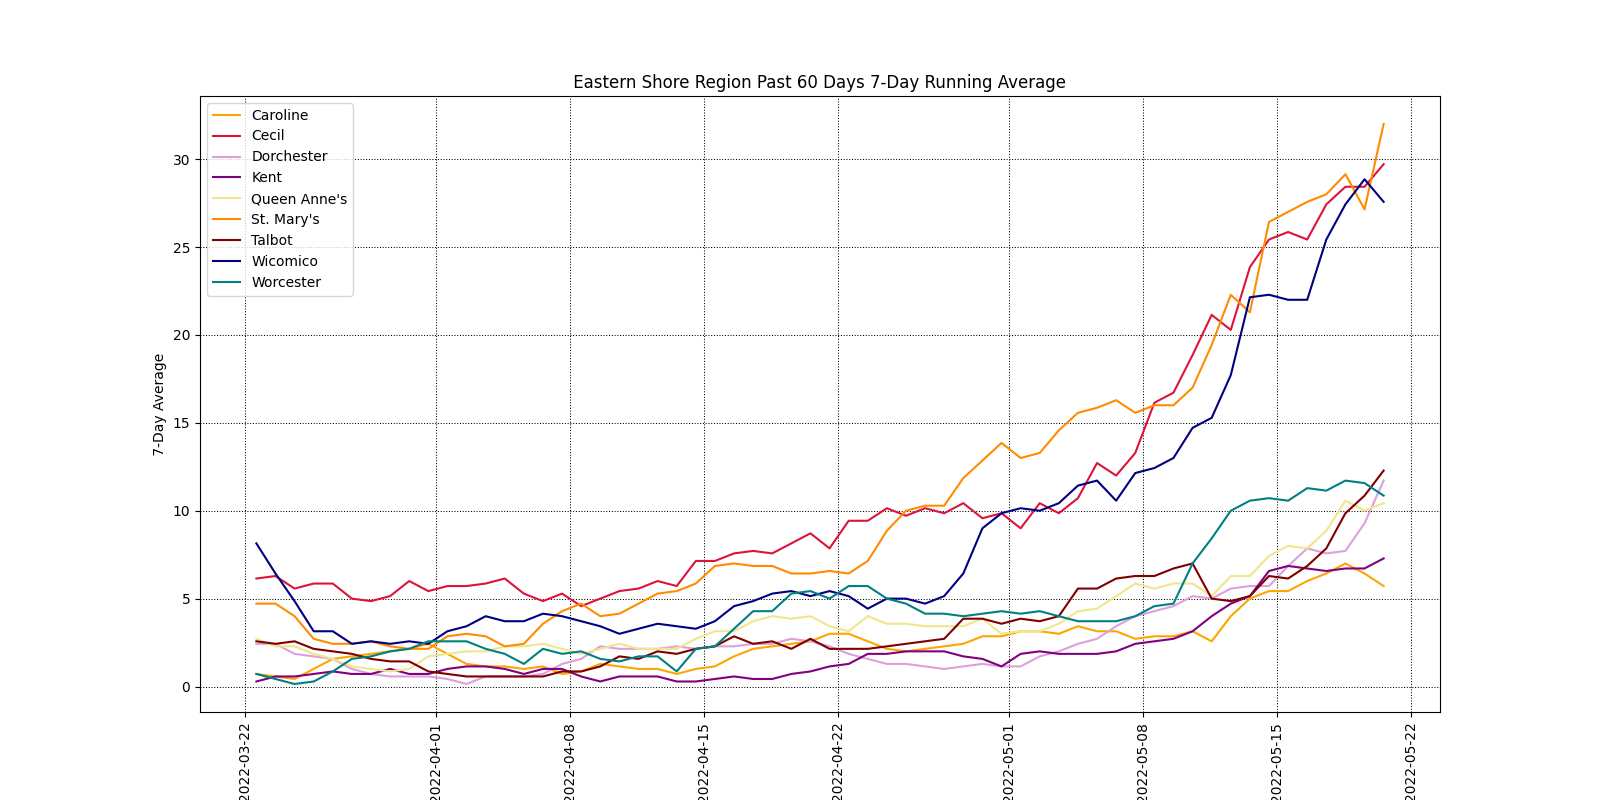 Eastern Shore Region Past 60 Days 7-Day Running Average
Caroline
Cecil
Dorchester
Kent
Queen Anne's
St. Mary's
Talbot
Wicomico
Worcester
30
25
20
15
10
5
0
7-Day Average
2022-03-22
2022-04-01
2022-04-08
2022-04-15
2022-04-22
2022-05-01
2022-05-08
2022-05-15
2022-05-22